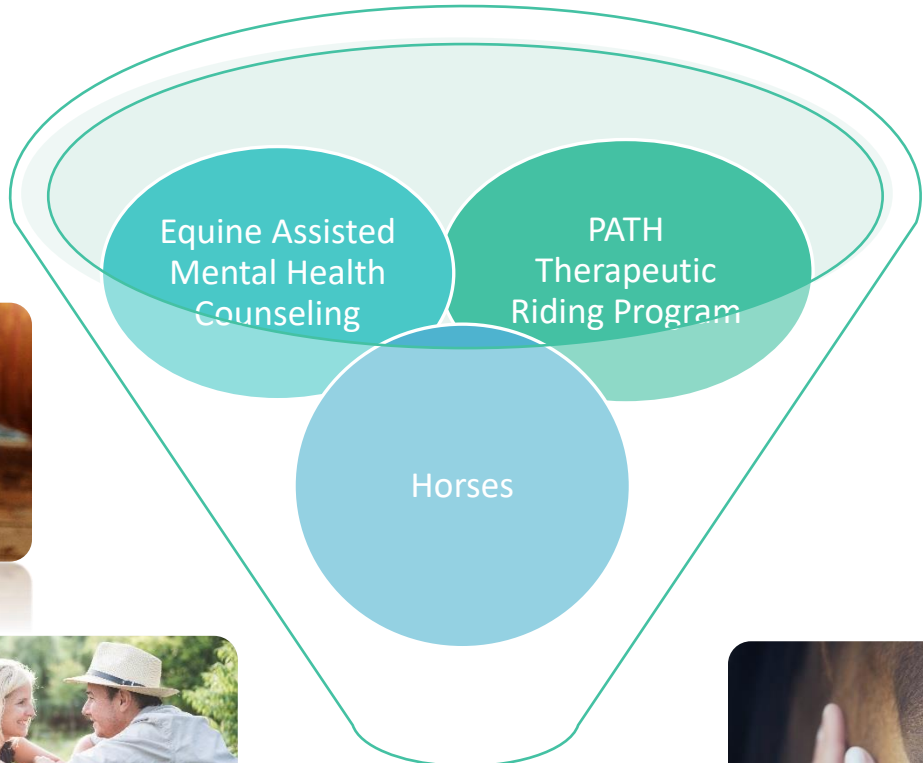 Equine Assisted
Mental Health
Counseling
PATH
Therapeutic
Riding Program
Horses